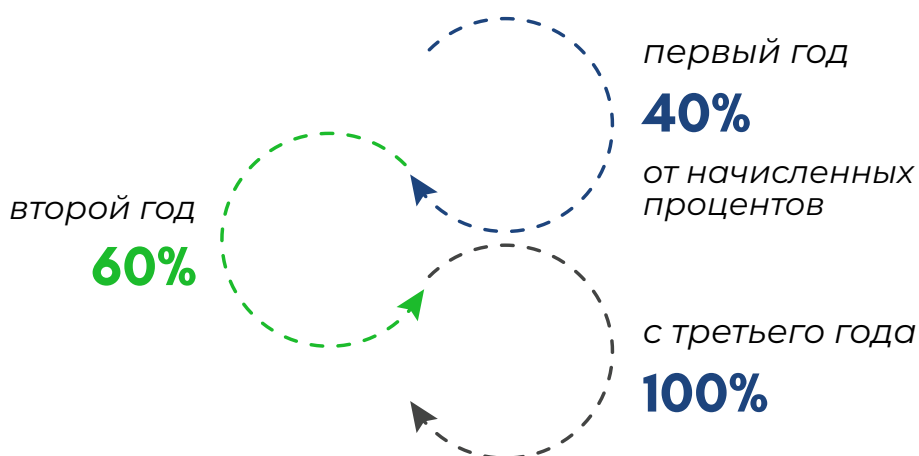 первый год
40%
от начисленных
процентов
второй год
60%
с третьего года
100%